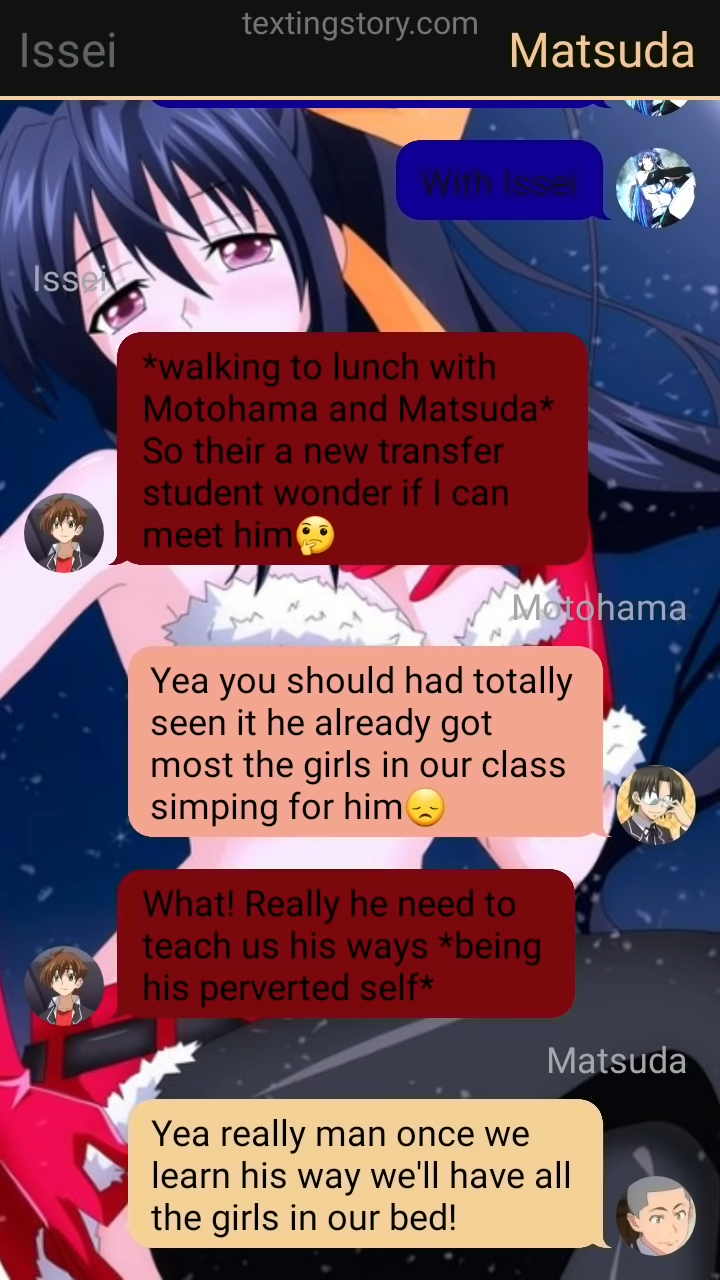 textingstory.com
Issei
Matsuda
With Issei
Issei
*walking to lunch with
Motohama and Matsuda*
So their a new transfer
student wonder if I can
meet him🤔
Motohama
Yea you should had totally
seen it he already got
most the girls in our class
simping for him😞
What! Really he need to
teach us his ways *being
his perverted self*
Matsuda
Yea really man once we
learn his way we'll have all
the girls in our bed!